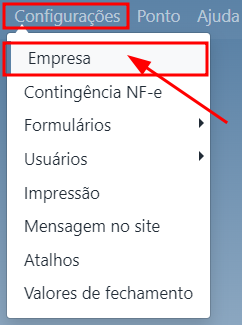 Configurações Ponto Ajuda
Empresa
Contingência NF-e
Formulários
Usuários
Impressão
Mensagem no site
Atalhos
Valores de fechamento